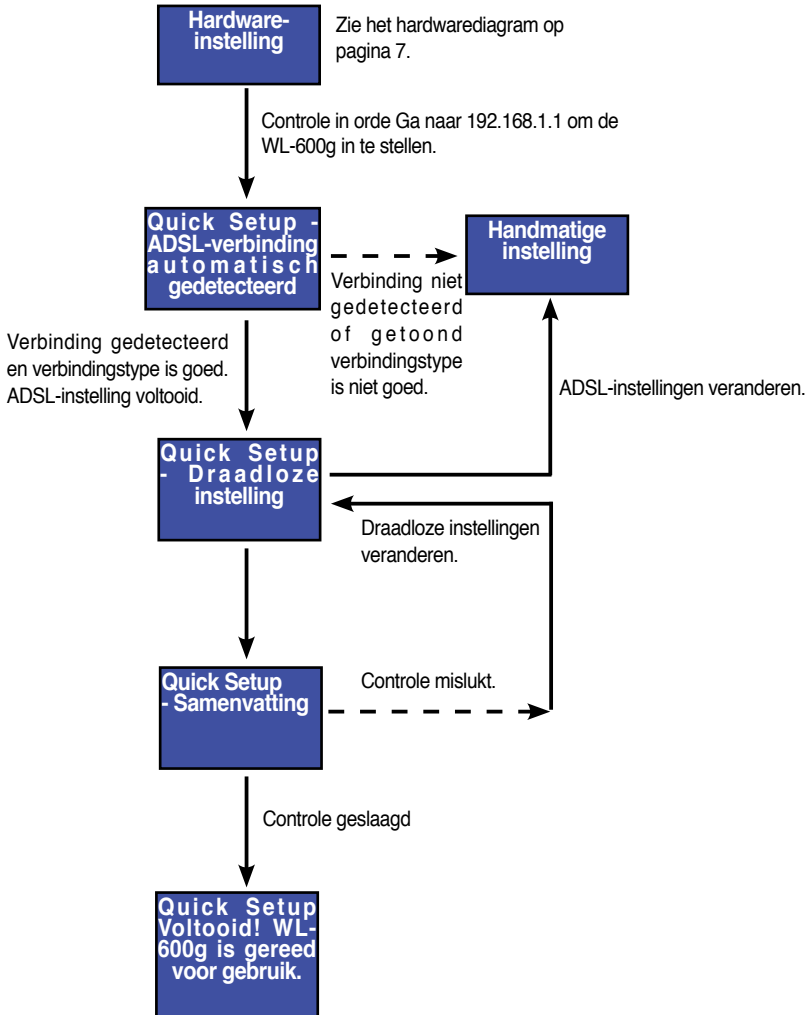 Hardware-
instelling
Zie het hardwarediagram op
pagina 7.
Controle in orde Ga naar 192.168.1.1 om de
WL-600g in te stellen.
Quick Setup -
ADSL-verbinding
automatisch
gedetecteerd
Handmatige
instelling
Verbinding niet
gedetecteerd
of getoond
verbindingstype
is niet goed.
Verbinding gedetecteerd
en verbindingstype is goed.
ADSL-instelling voltooid.
ADSL-instellingen veranderen.
Quick Setup
- Draadloze
instelling
Draadloze instellingen
veranderen.
Quick Setup
- Samenvatting
Controle mislukt.
Controle geslaagd
Quick Setup
Voltooid! WL-
600g is gereed
voor gebruik.